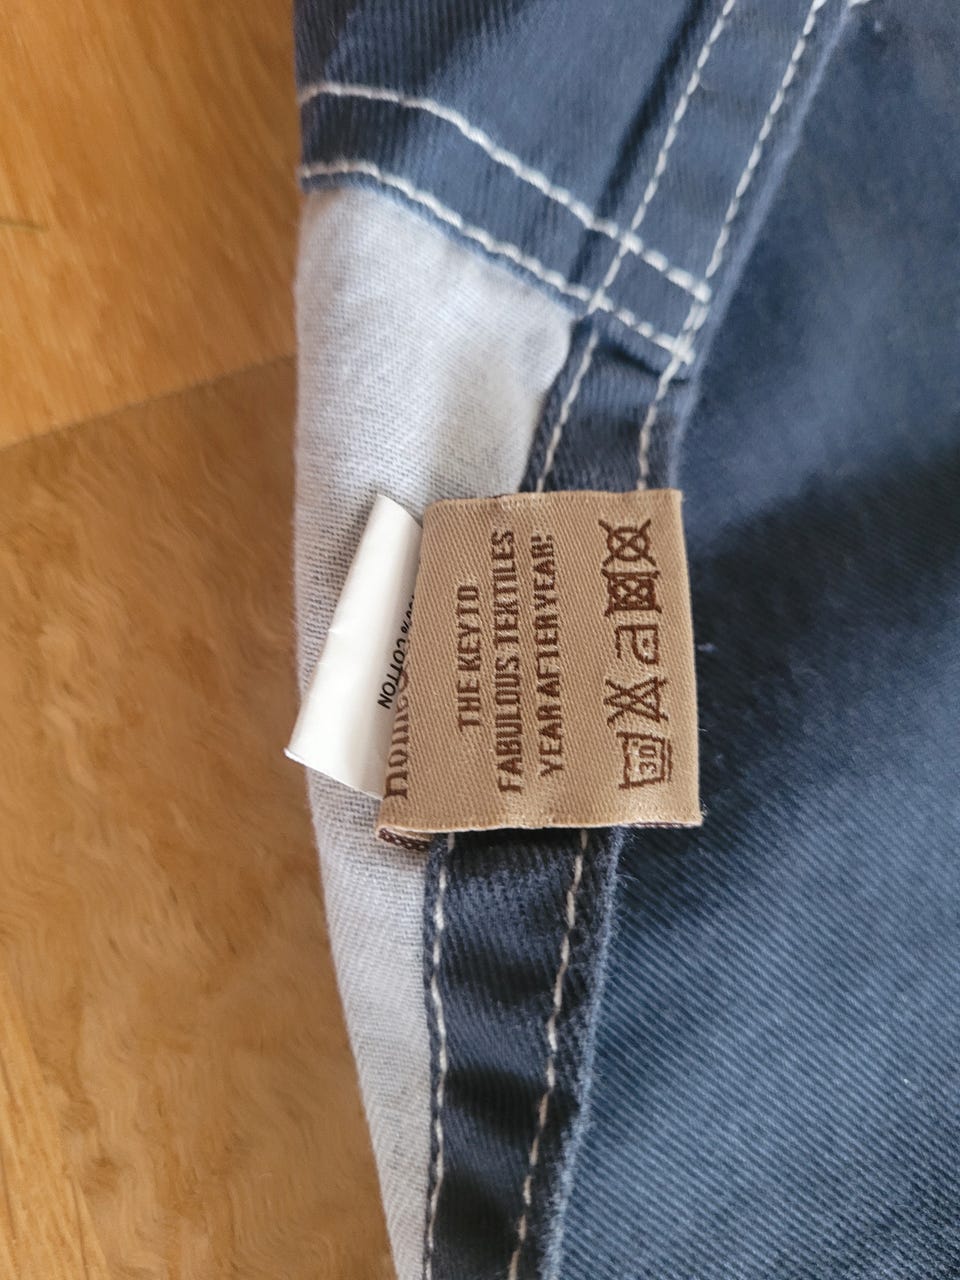 THE KEY TO
FABULOUS TEXTILES
YEAR AFTER YEAR!
30
% COTTON